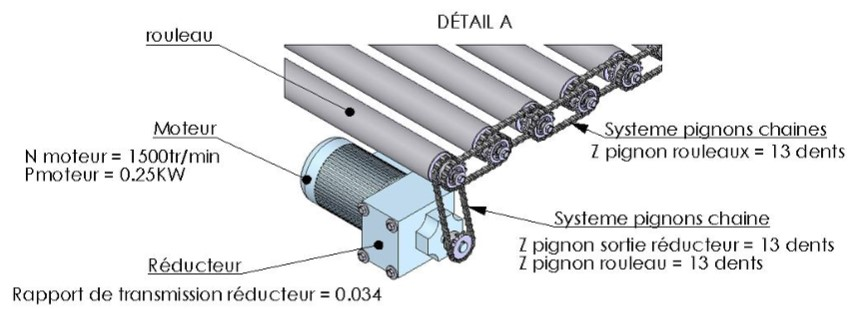 DÉTAIL A
rouleau
Moteur
N moteur = 1500tr/min
Pmoteur = 0.25KW
Systeme pignons chaines
Z pignon rouleaux = 13 dents
Systeme pignons chaine
Z pignon sortie réducteur = 13 dents
Z pignon rouleau = 13 dents
Réducteur
Rapport de transmission réducteur = 0.034